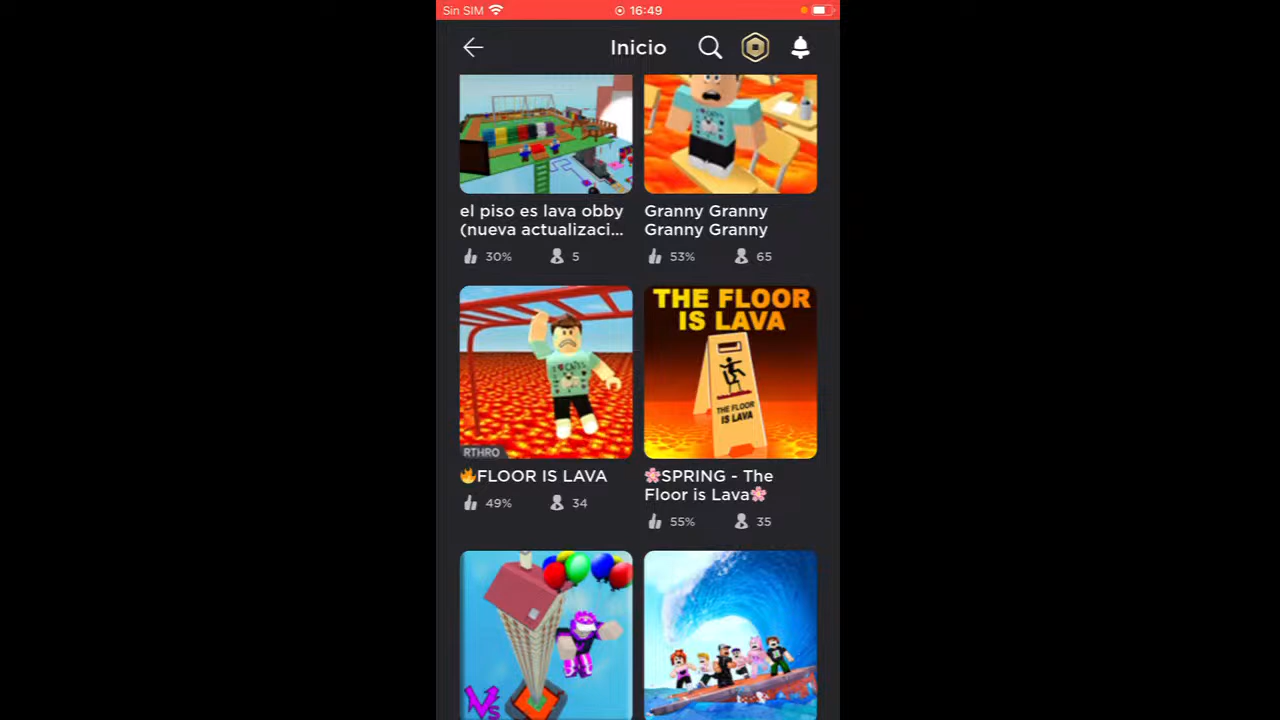 Sin SIM
16:49
Inicio
el piso es lava obby
(nueva actualizaci...
30%
5
Granny Granny
Granny Granny
53%
65
RTHRO
🔥FLOOR IS LAVA
49%
34
THE FLOOR
IS LAVA
THE FLOOR
IS LAVA
🌸SPRING - The
Floor is Lava🌸
55%
35
VS